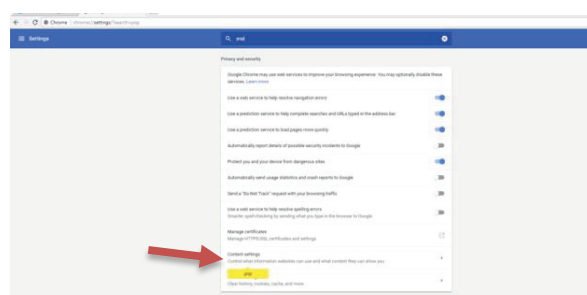 Chrome | chrome://settings/?search=pop
Settings
pop
Privacy and security
Google Chrome may use web services to improve your browsing experience. You may optionally disable these
services. Learn more
Use a web service to help resolve navigation errors
Use a prediction service to help complete searches and URLs typed in the address bar
Use a prediction service to load pages more quickly
Automatically report details of possible security incidents to Google
Protect you and your device from dangerous sites
Automatically send usage statistics and crash reports to Google
Send a "Do Not Track" request with your browsing traffic
Use a web service to help resolve spelling errors
Smarter spell-checking by sending what you type in the browser to Google
Manage certificates
Manage HTTPS/SSL certificates and settings
Content settings
Control what information websites can use and what content they can show you
pop
Clear history, cookies, cache, and more